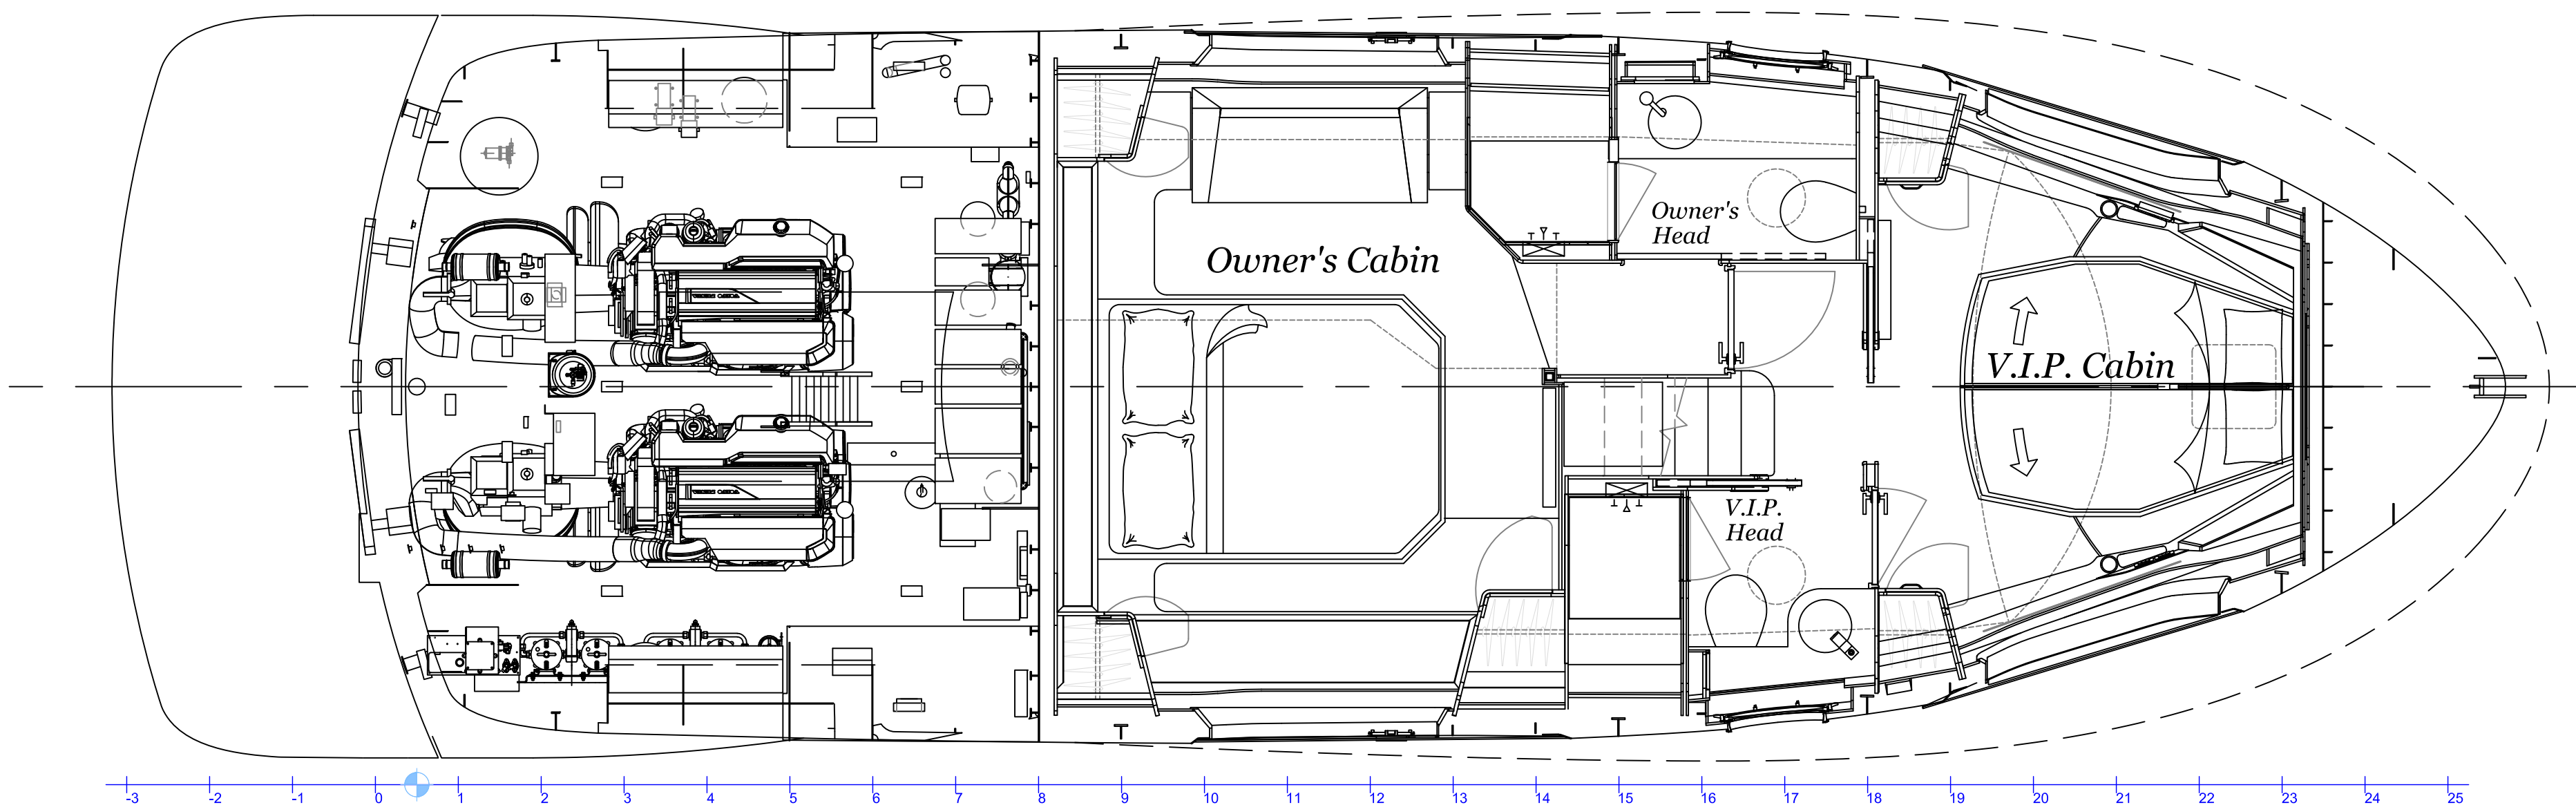 Owner's
Head
Owner's Cabin
V.I.P. Cabin
V.I.P.
Head
-3 -2 -1 0 1 2 3 4 5 6 7 8 9 10 11 12 13 14 15 16 17 18 19 20 21 22 23 24 25